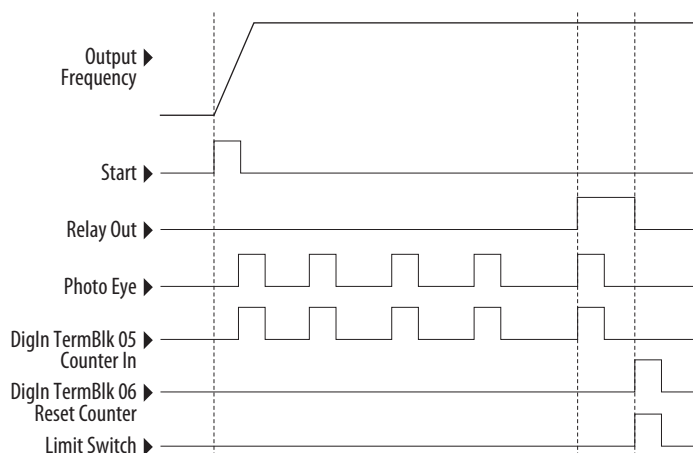 Output
Frequency
Start
Relay Out
Photo Eye
DigIn TermBlk 05
Counter In
DigIn TermBlk 06
Reset Counter
Limit Switch